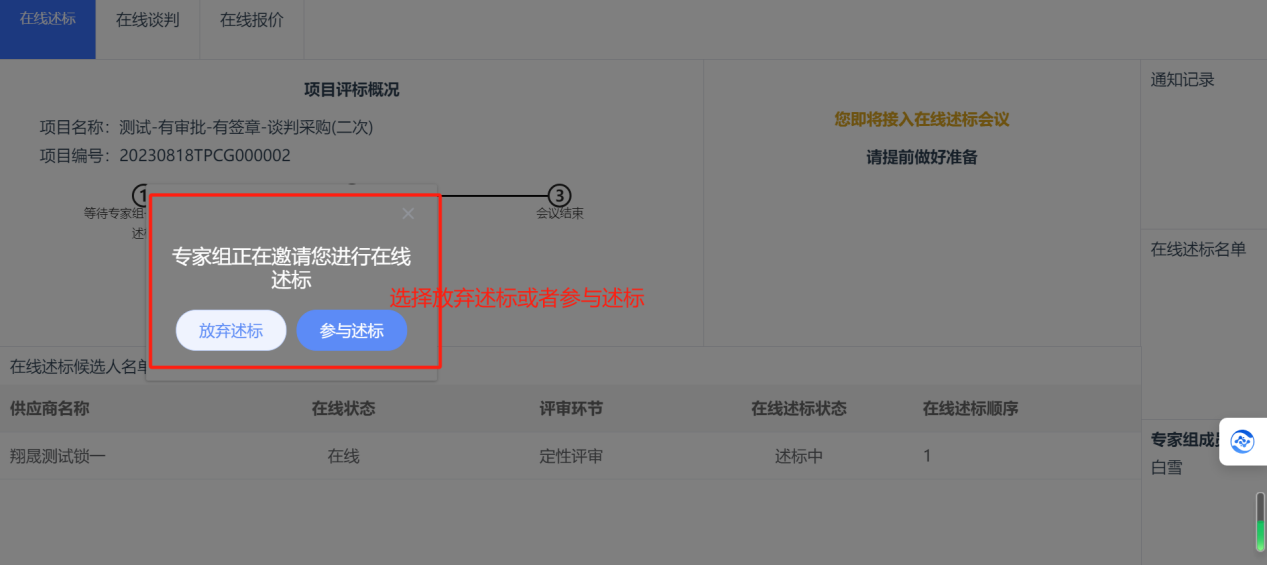 在线述标
在线谈判
在线报价
项目评标概况
项目名称：测试-有审批-有签章-谈判采购(二次)
项目编号：20230818TPCG000002
1
3
等待专家组
述
会议结束
您即将接入在线述标会议
请提前做好准备
通知记录
在线述标名单
专家组正在邀请您进行在线
述标
放弃述标
参与述标
选择放弃述标或者参与述标
在线述标候选人名单
供应商名称 在线状态 评审环节 在线述标状态 在线述标顺序
翔晟测试锁一 在线 定性评审 述标中 1
专家组成员
白雪